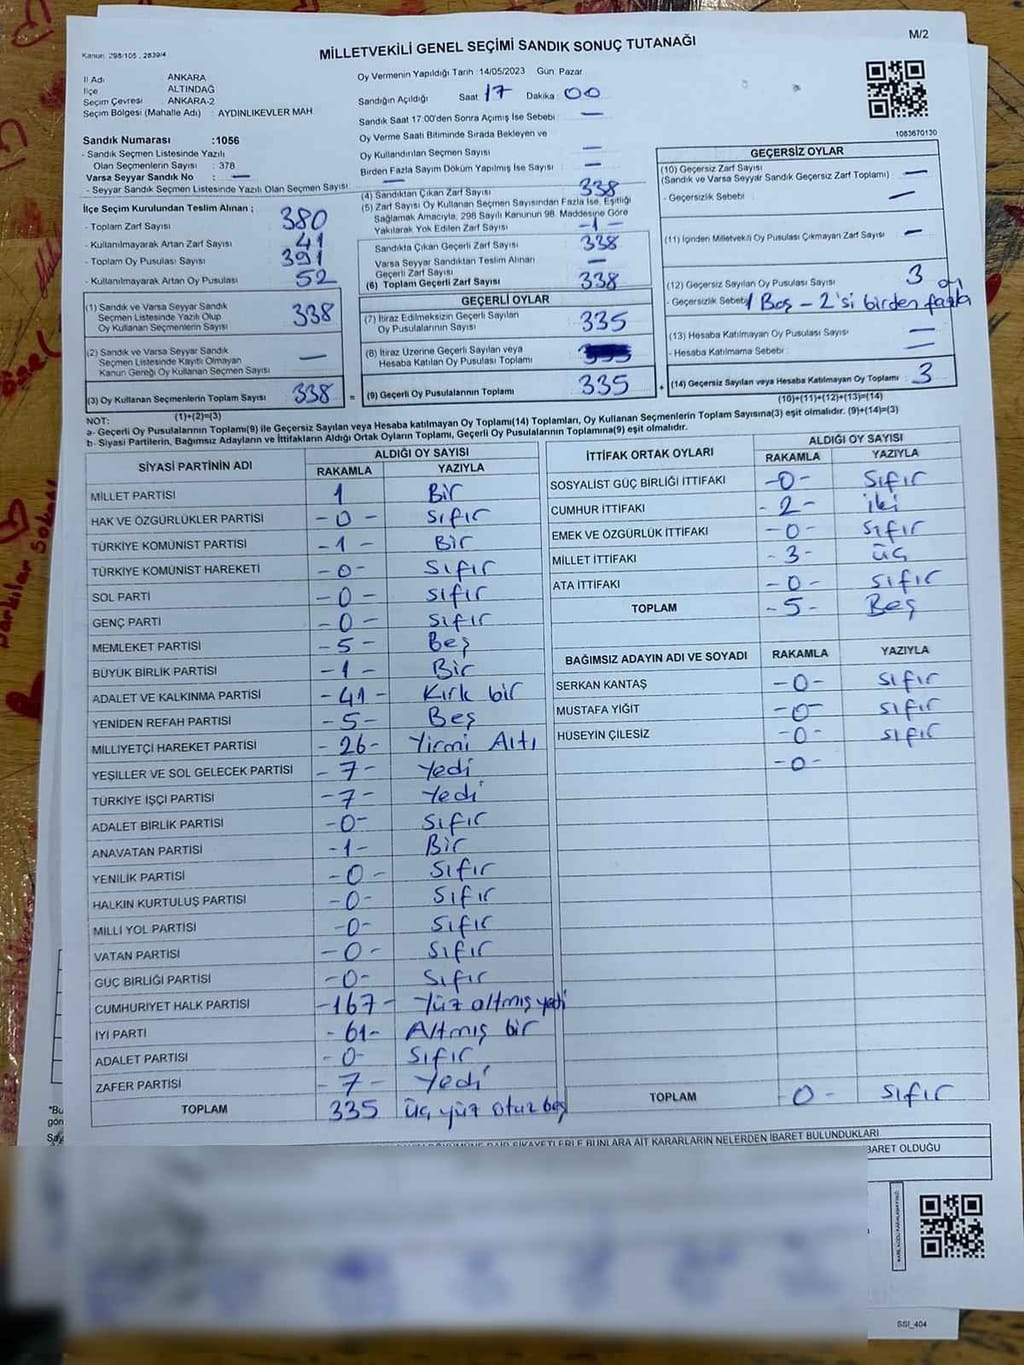 M/2
Kanun: 298/105 , 2839/4
MİLLETVEKİLİ GENEL SEÇİMİ SANDIK SONUÇ TUTANAĞI
İl Adı ANKARA
İlçe ALTINDAĞ
Seçim Çevresi ANKARA-2
Seçim Bölgesi (Mahalle Adı) : AYDINLIKEVLER MAH
Sandık Numarası :1056
- Sandık Seçmen Listesinde Yazılı
Olan Seçmenlerin Sayısı : 378
Varsa Seyyar Sandık No : —
- Seyyar Sandık Seçmen Listesinde Yazılı Olan Seçmen Sayısı: —
İlçe Seçim Kurulundan Teslim Alınan ;
- Toplam Zarf Sayısı 380
- Kullanılmayarak Artan Zarf Sayısı 41
- Toplam Oy Pusulası Sayısı 391
- Kullanılmayarak Artan Oy Pusulası 52
(1) Sandık ve Varsa Seyyar Sandık
Seçmen Listesinde Yazılı Olup
Oy Kullanan Seçmenlerin Sayısı 338
(2) Sandık ve Varsa Seyyar Sandık
Seçmen Listesinde Kayıtlı Olmayan
Kanun Gereği Oy Kullanan Seçmen Sayısı —
(3) Oy Kullanan Seçmenlerin Toplam Sayısı 338
(1)+(2)=(3)
Oy Vermenin Yapıldığı Tarih :14/05/2023 Gün: Pazar
Sandığın Açıldığı Saat 17 Dakika 00
Sandık Saat 17:00'den Sonra Açılmış İse Sebebi : —
Oy Verme Saati Bitiminde Sırada Bekleyen ve
Oy Kullandırılan Seçmen Sayısı —
Birden Fazla Sayım Döküm Yapılmış İse Sayısı —
(4) Sandıktan Çıkan Zarf Sayısı 338
(5) Zarf Sayısı Oy Kullanan Seçmen Sayısından Fazla İse, Eşitliği
Sağlamak Amacıyla, 298 Sayılı Kanunun 98. Maddesine Göre
Yakılarak Yok Edilen Zarf Sayısı -1-
Sandıkta Çıkan Geçerli Zarf Sayısı 338
Varsa Seyyar Sandıktan Teslim Alınan
Geçerli Zarf Sayısı —
(6) Toplam Geçerli Zarf Sayısı 338
GEÇERLİ OYLAR
(7) İtiraz Edilmeksizin Geçerli Sayılan
Oy Pusulalarının Sayısı 335
(8) İtiraz Üzerine Geçerli Sayılan veya
Hesaba Katılan Oy Pusulası Toplamı
= (9) Geçerli Oy Pusulalarının Toplamı 335 +
1083670120
GEÇERSİZ OYLAR
(10) Geçersiz Zarf Sayısı
(Sandık ve Varsa Seyyar Sandık Geçersiz Zarf Toplamı) —
- Geçersizlik Sebebi —
(11) İçinden Milletvekili Oy Pusulası Çıkmayan Zarf Sayısı —
(12) Geçersiz Sayılan Oy Pusulası Sayısı 3
- Geçersizlik Sebebi 1 Boş - 2'si birden fazla oy
(13) Hesaba Katılmayan Oy Pusulası Sayısı —
- Hesaba Katılmama Sebebi —
(14) Geçersiz Sayılan veya Hesaba Katılmayan Oy Toplamı 3
(10)+(11)+(12)+(13)=(14)
NOT:
a- Geçerli Oy Pusulaları Toplamı(9) ile Geçersiz Sayılan veya Hesaba katılmayan Oy Toplamı(14) Toplamları, Oy Kullanan Seçmenlerin Toplam Sayısına(3) eşit olmalıdır. (9)+(14)=(3)
b- Siyasi Partilerin, Bağımsız Adayların ve İttifakların Aldığı Ortak Oyların Toplamı, Geçerli Oy Pusulalarının Toplamına(9) eşit olmalıdır.
SİYASİ PARTİNİN ADI ALDIĞI OY SAYISI
RAKAMLA YAZIYLA
MİLLET PARTİSİ 1 Bir
HAK VE ÖZGÜRLÜKLER PARTİSİ -0- Sıfır
TÜRKİYE KOMÜNİST PARTİSİ -1- Bir
TÜRKİYE KOMÜNİST HAREKETİ -0- Sıfır
SOL PARTİ -0- Sıfır
GENÇ PARTİ -0- Sıfır
MEMLEKET PARTİSİ -5- Beş
BÜYÜK BİRLİK PARTİSİ -1- Bir
ADALET VE KALKINMA PARTİSİ -41- Kırk bir
YENİDEN REFAH PARTİSİ -5- Beş
MİLLİYETÇİ HAREKET PARTİSİ -26- Yirmi Altı
YEŞİLLER VE SOL GELECEK PARTİSİ -7- Yedi
TÜRKİYE İŞÇİ PARTİSİ -7- Yedi
ADALET BİRLİK PARTİSİ -0- Sıfır
ANAVATAN PARTİSİ -1- Bir
YENİLİK PARTİSİ -0- Sıfır
HALKIN KURTULUŞ PARTİSİ -0- Sıfır
MİLLİ YOL PARTİSİ -0- Sıfır
VATAN PARTİSİ -0- Sıfır
GÜÇ BİRLİĞİ PARTİSİ -0- Sıfır
CUMHURİYET HALK PARTİSİ -167- Yüz altmış yedi
İYİ PARTİ -61- Altmış bir
ADALET PARTİSİ -0- Sıfır
ZAFER PARTİSİ -7- Yedi
TOPLAM 335 üç yüz otuz beş
İTTİFAK ORTAK OYLARI ALDIĞI OY SAYISI
RAKAMLA YAZIYLA
SOSYALİST GÜÇ BİRLİĞİ İTTİFAKI -0- Sıfır
CUMHUR İTTİFAKI -2- iki
EMEK VE ÖZGÜRLÜK İTTİFAKI -0- Sıfır
MİLLET İTTİFAKI -3- üç
ATA İTTİFAKI -0- Sıfır
TOPLAM -5- Beş
BAĞIMSIZ ADAYIN ADI VE SOYADI RAKAMLA YAZIYLA
SERKAN KANTAŞ -0- Sıfır
MUSTAFA YİĞİT -0- Sıfır
HÜSEYİN ÇİLESİZ -0- Sıfır
-0-
TOPLAM -0- Sıfır
ŞİKAYETLERLE BUNLARA AİT KARARLARIN NELERDEN İBARET BULUNDUKLARI
BARET OLDUĞU
SSİ_404